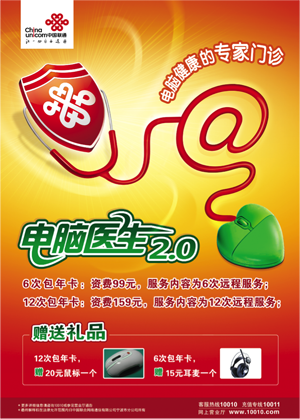 China
unicom中国联通
电脑健康的专家门诊
@
电脑医生2.0
6次包年卡：资费99元，服务内容为6次远程服务；
12次包年卡：资费159元，服务内容为12次远程服务；
赠送礼品
12次包年卡，
赠20元鼠标一个
6次包年卡，
赠15元耳麦一个
客服热线10010 充值专线10011
网上营业厅 www.10010.com